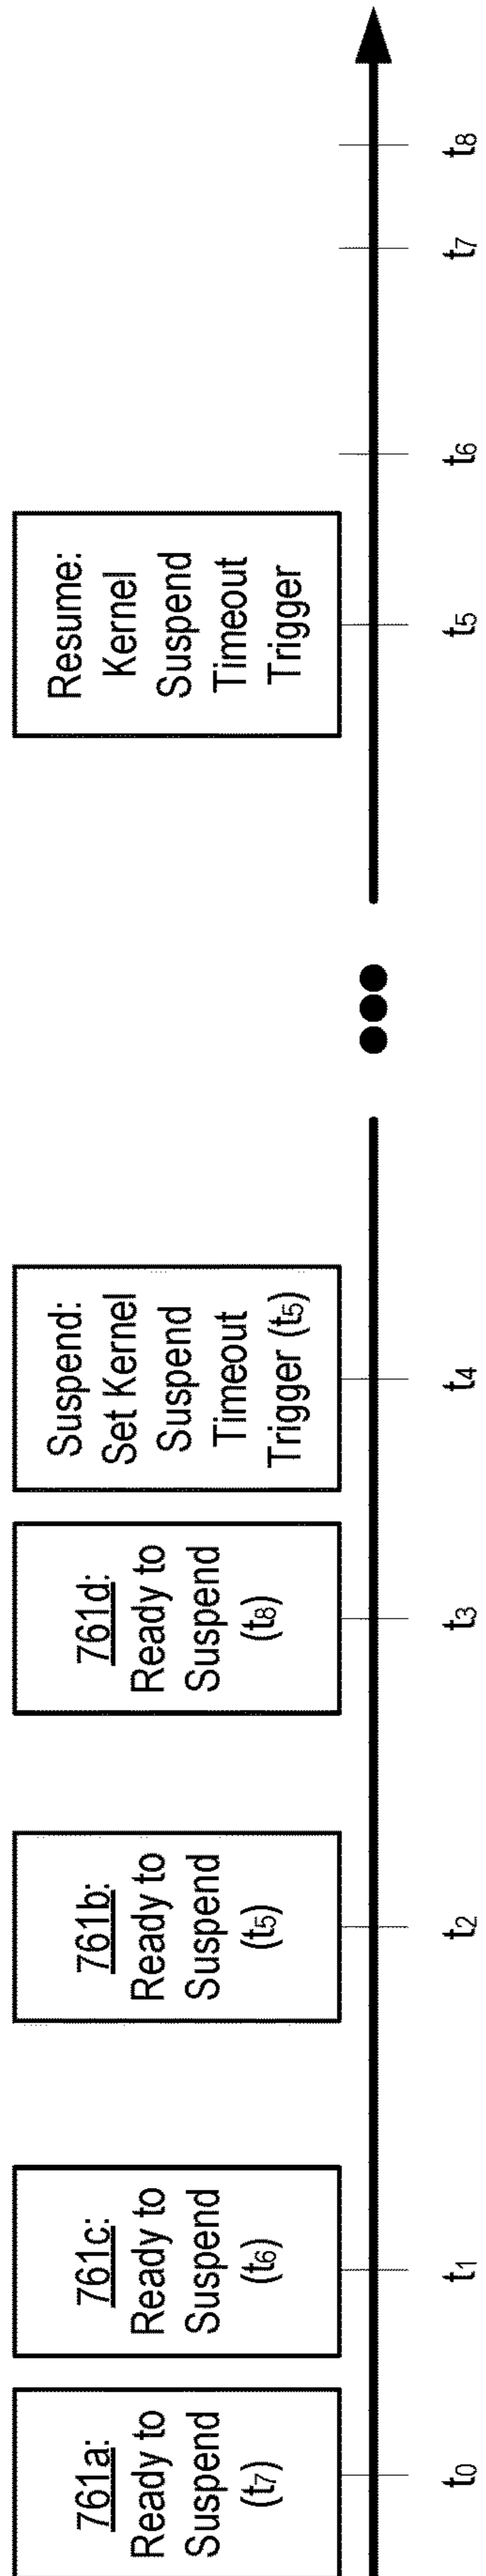 761a:
Ready to
Suspend
(t7)
761c:
Ready to
Suspend
(t6)
761b:
Ready to
Suspend
(t5)
761d:
Ready to
Suspend
(t8)
Suspend:
Set Kernel
Suspend
Timeout
Trigger (t5)
Resume:
Kernel
Suspend
Timeout
Trigger
t0
t1
t2
t3
t4
t5
t6
t7
t8